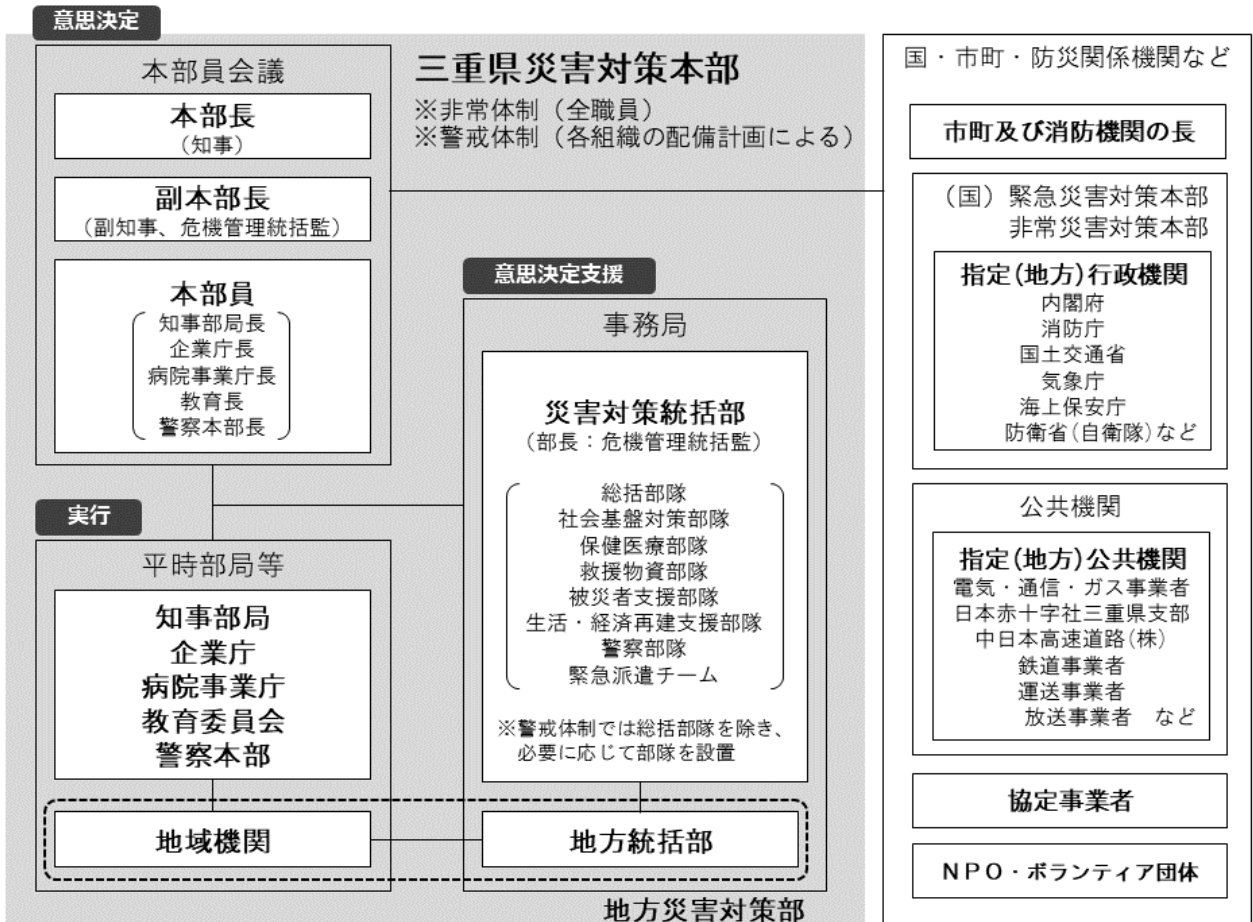 意思決定
本部員会議
本部長
（知事）
副本部長
（副知事、危機管理統括監）
本部員
知事部局長
企業庁長
病院事業庁長
教育長
警察本部長
三重県災害対策本部
※非常体制（全職員）
※警戒体制（各組織の配備計画による）
意思決定支援
事務局
災害対策統括部
（部長：危機管理統括監）
総括部隊
社会基盤対策部隊
保健医療部隊
救援物資部隊
被災者支援部隊
生活・経済再建支援部隊
警察部隊
緊急派遣チーム
※警戒体制では総括部隊を除き、
必要に応じて部隊を設置
実行
平時部局等
知事部局
企業庁
病院事業庁
教育委員会
警察本部
地域機関
地方統括部
地方災害対策部
国・市町・防災関係機関など
市町及び消防機関の長
（国）緊急災害対策本部
非常災害対策本部
指定(地方)行政機関
内閣府
消防庁
国土交通省
気象庁
海上保安庁
防衛省(自衛隊)など
公共機関
指定(地方)公共機関
電気・通信・ガス事業者
日本赤十字社三重県支部
中日本高速道路(株)
鉄道事業者
運送事業者
放送事業者　など
協定事業者
ＮＰＯ・ボランティア団体